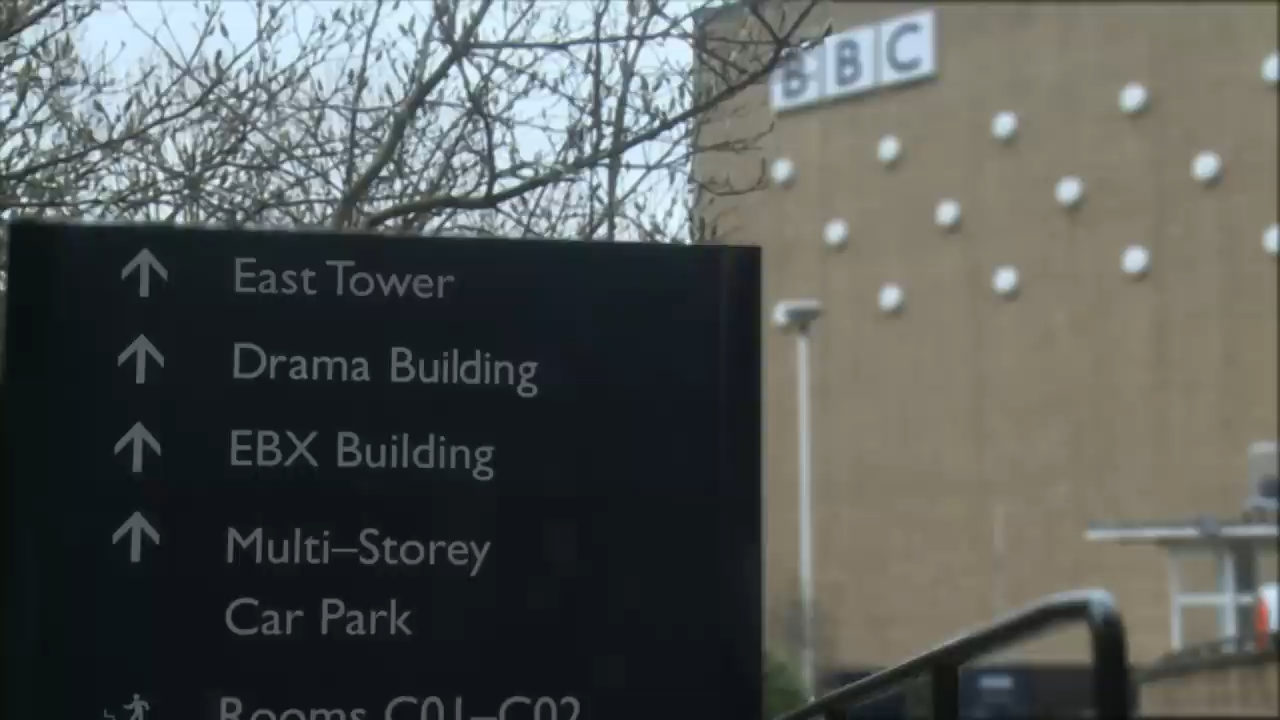 BBC
East Tower
Drama Building
EBX Building
Multi–Storey
Car Park
Rooms C01–C02